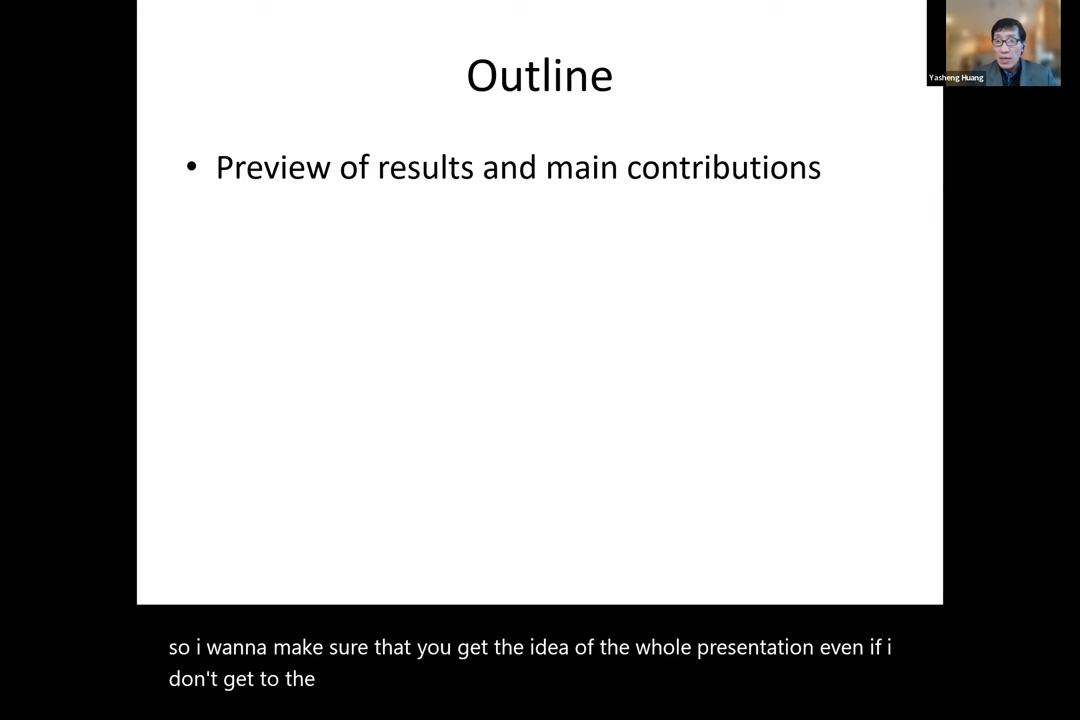 Outline
Yasheng Huang
• Preview of results and main contributions
so i wanna make sure that you get the idea of the whole presentation even if i
don't get to the